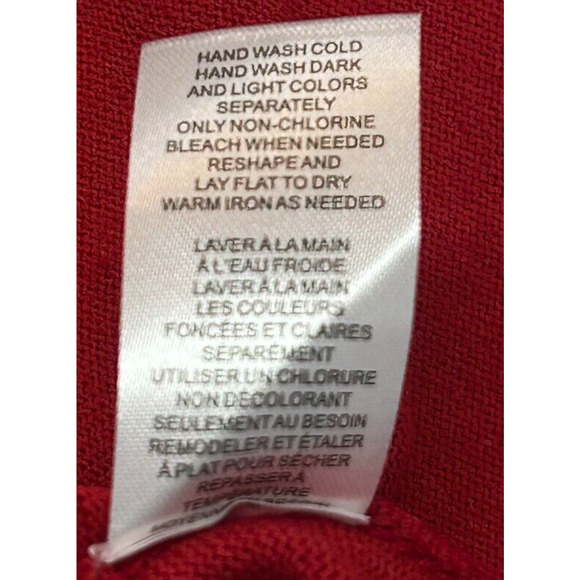 HAND WASH COLD
HAND WASH DARK
AND LIGHT COLORS
SEPARATELY
ONLY NON-CHLORINE
BLEACH WHEN NEEDED
RESHAPE AND
LAY FLAT TO DRY
WARM IRON AS NEEDED
LAVER À LA MAIN
À L'EAU FROIDE
LAVER À LA MAIN
LES COULEURS
FONCÉES ET CLAIRES
SEPARÉMENT
UTILISER UN CHLORURE
NON DECOLORANT
SEULEMENT AU BESOIN
REMODELER ET ÉTALER
À PLAT POUR SÉCHER
REPASSER À
TEMPÉRATURE